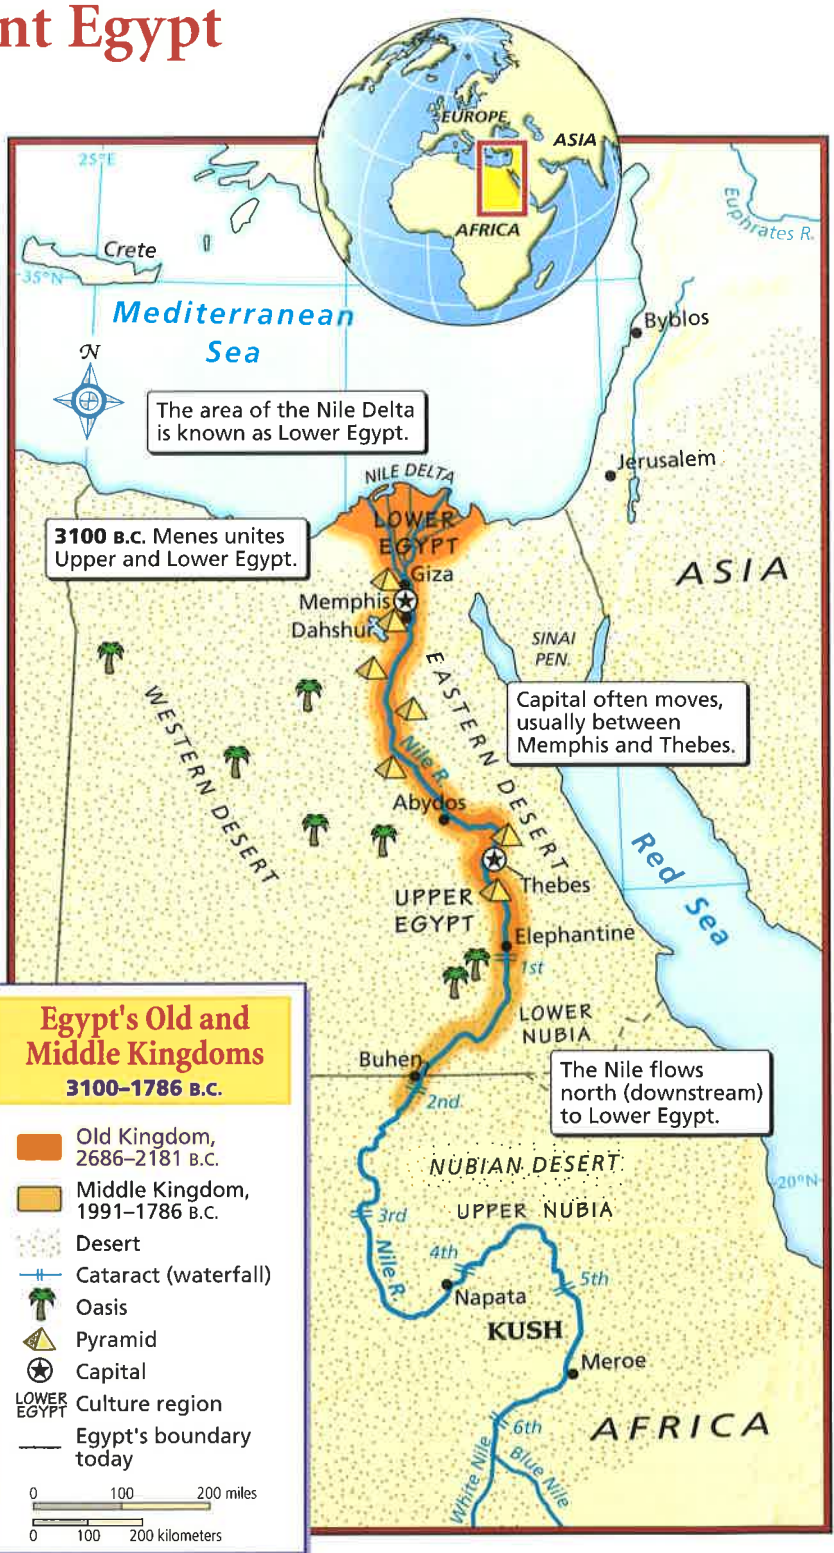 nt Egypt
EUROPE
ASIA
AFRICA
25°E
Euphrates R.
Crete
35°N
Mediterranean
Sea
Byblos
N
The area of the Nile Delta
is known as Lower Egypt.
Jerusalem
NILE DELTA
LOWER
EGYPT
3100 B.C. Menes unites
Upper and Lower Egypt.
ASIA
Giza
Memphis
Dahshur
SINAI
PEN.
EASTERN DESERT
WESTERN DESERT
Capital often moves,
usually between
Memphis and Thebes.
Nile R.
Abydos
Red Sea
Thebes
UPPER
EGYPT
Elephantine
1st
LOWER
NUBIA
Buhen
The Nile flows
north (downstream)
to Lower Egypt.
2nd
NUBIAN DESERT
20°N
UPPER NUBIA
3rd
Nile R.
4th
5th
Napata
KUSH
Meroe
AFRICA
6th
White Nile
Blue Nile
Egypt's Old and
Middle Kingdoms
3100–1786 B.C.
Old Kingdom,
2686–2181 B.C.
Middle Kingdom,
1991–1786 B.C.
Desert
Cataract (waterfall)
Oasis
Pyramid
Capital
LOWER
EGYPT
Culture region
Egypt's boundary
today
0 100 200 miles
0 100 200 kilometers